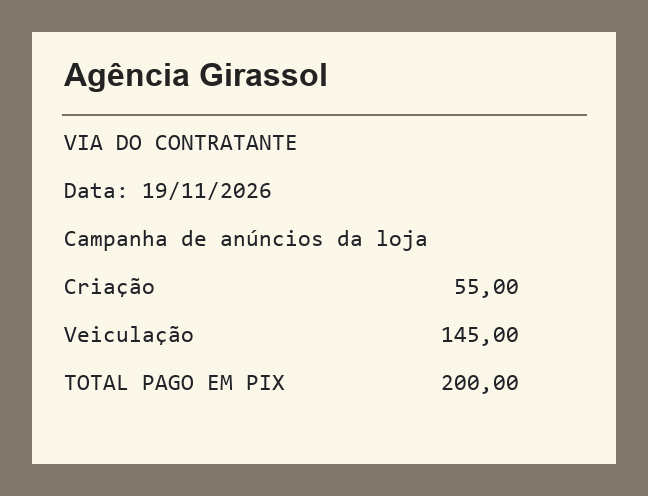 Agência Girassol
VIA DO CONTRATANTE
Data: 19/11/2026
Campanha de anúncios da loja
Criação 55,00
Veiculação 145,00
TOTAL PAGO EM PIX 200,00